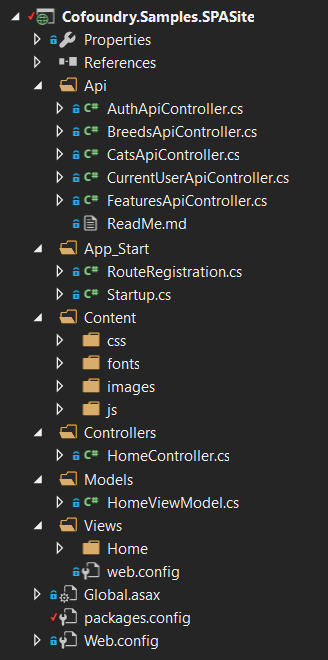 Cofoundry.Samples.SPASite
Properties
References
Api
C# AuthApiController.cs
C# BreedsApiController.cs
C# CatsApiController.cs
C# CurrentUserApiController.cs
C# FeaturesApiController.cs
ReadMe.md
App_Start
C# RouteRegistration.cs
C# Startup.cs
Content
css
fonts
images
js
Controllers
C# HomeController.cs
Models
C# HomeViewModel.cs
Views
Home
web.config
Global.asax
packages.config
Web.config